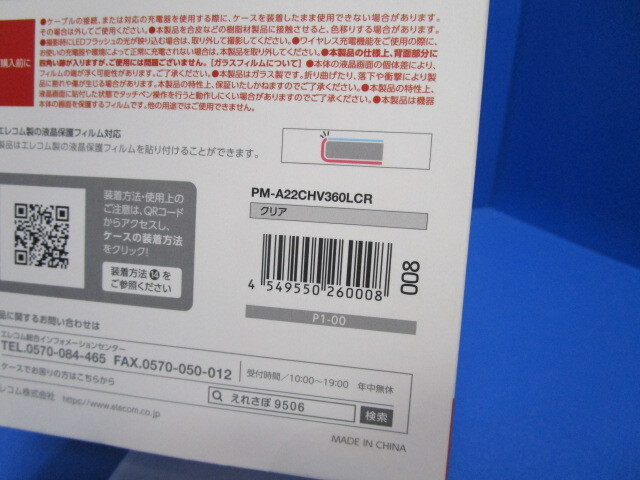 ●ケーブルの接続、または対応の充電器を使用する際に、ケースを装着したまま使用できない場合があります。
その場合は外してご使用ください。●本製品を合皮などの樹脂製材品に接触させると、色移りする場合があります。
●撮影時にLEDフラッシュの光が映り込む場合は、取り外して撮影してください。●ワイヤレス充電機能をご使用の際に、
お使いの充電器や環境によって正常に充電されない場合は、本製品を取り外してください。●本製品の仕様上、背面部分に
四角い線が入りますが、ご使用には問題ございません。【ガラスフィルムについて】●本体の液晶画面の個体差により、
フィルムの端が浮く可能性があります。ご了承ください。●本製品はガラス製です。折り曲げたり、落下や衝撃により製
品に割れや傷が生じる場合があります。本製品の特性上、保証いたしかねますのでご了承ください。●本製品の特性上、
液晶画面に貼付した状態でタッチペン操作を行うと動作しにくい場合がありますのでご了承ください。●本製品は機器
本体の画面を保護するフィルムです。他の用途ではご使用できません。
購入前に
エレコム製の液晶保護フィルム対応
製品はエレコム製の液晶保護フィルムを貼り付けることができます。
装着方法・使用上の
ご注意は、QRコード
からアクセスし、
ケースの装着方法
をクリック!
装着方法⑭を
ご参照ください
PM-A22CHV360LCR
クリア
4 549550 260008
008
P1-00
品に関するお問い合わせは
エレコム総合インフォメーションセンター
TEL.0570-084-465 FAX.0570-050-012
受付時間/10:00〜19:00 年中無休
ケースでお困りの方はこちらから
えれさぽ 9506
検索
レコム株式会社 https://www.elecom.co.jp
MADE IN CHINA